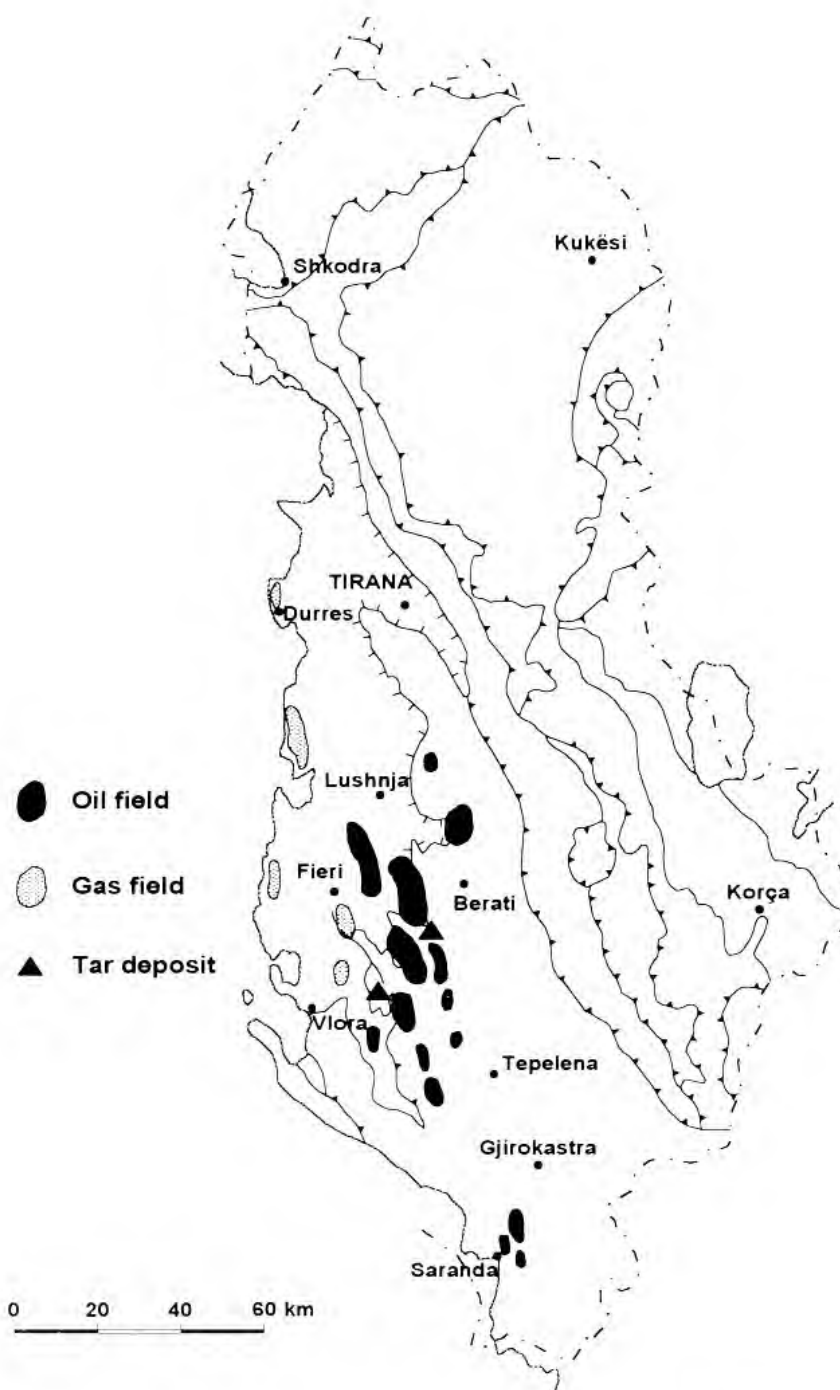 Kukësi
Shkodra
TIRANA
Durres
Lushnja
Oil field
Fieri
Gas field
Berati
Korça
Tar deposit
Vlora
Tepelena
Gjirokastra
Saranda
0 20 40 60 km